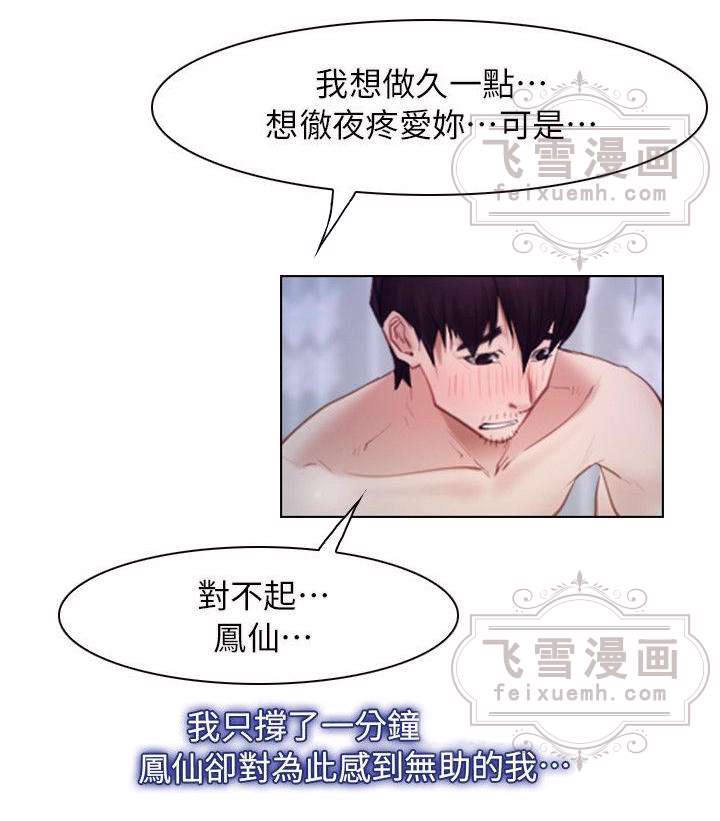 我想做久一點…
想徹夜疼愛妳…可是…
飞雪漫画
feixuemh.com
對不起…
鳳仙…
飞雪漫画
feixuemh.com
我只撐了一分鐘
鳳仙卻對為此感到無助的我…